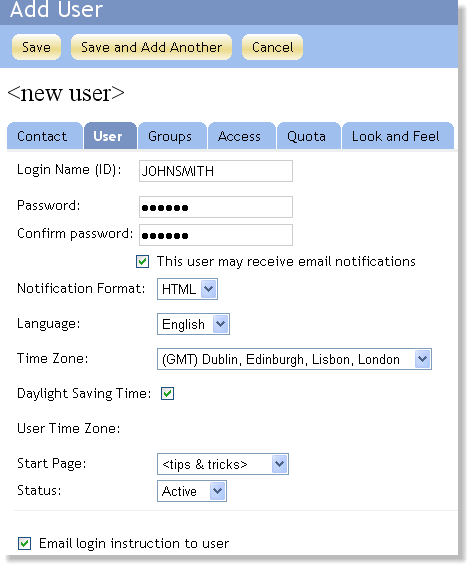 Add User
Save Save and Add Another Cancel
<new user>
Contact User Groups Access Quota Look and Feel
Login Name (ID): JOHNSMITH
Password: ●●●●●●
Confirm password: ●●●●●●
This user may receive email notifications
Notification Format: HTML
Language: English
Time Zone: (GMT) Dublin, Edinburgh, Lisbon, London
Daylight Saving Time:
User Time Zone:
Start Page: <tips & tricks>
Status: Active
Email login instruction to user